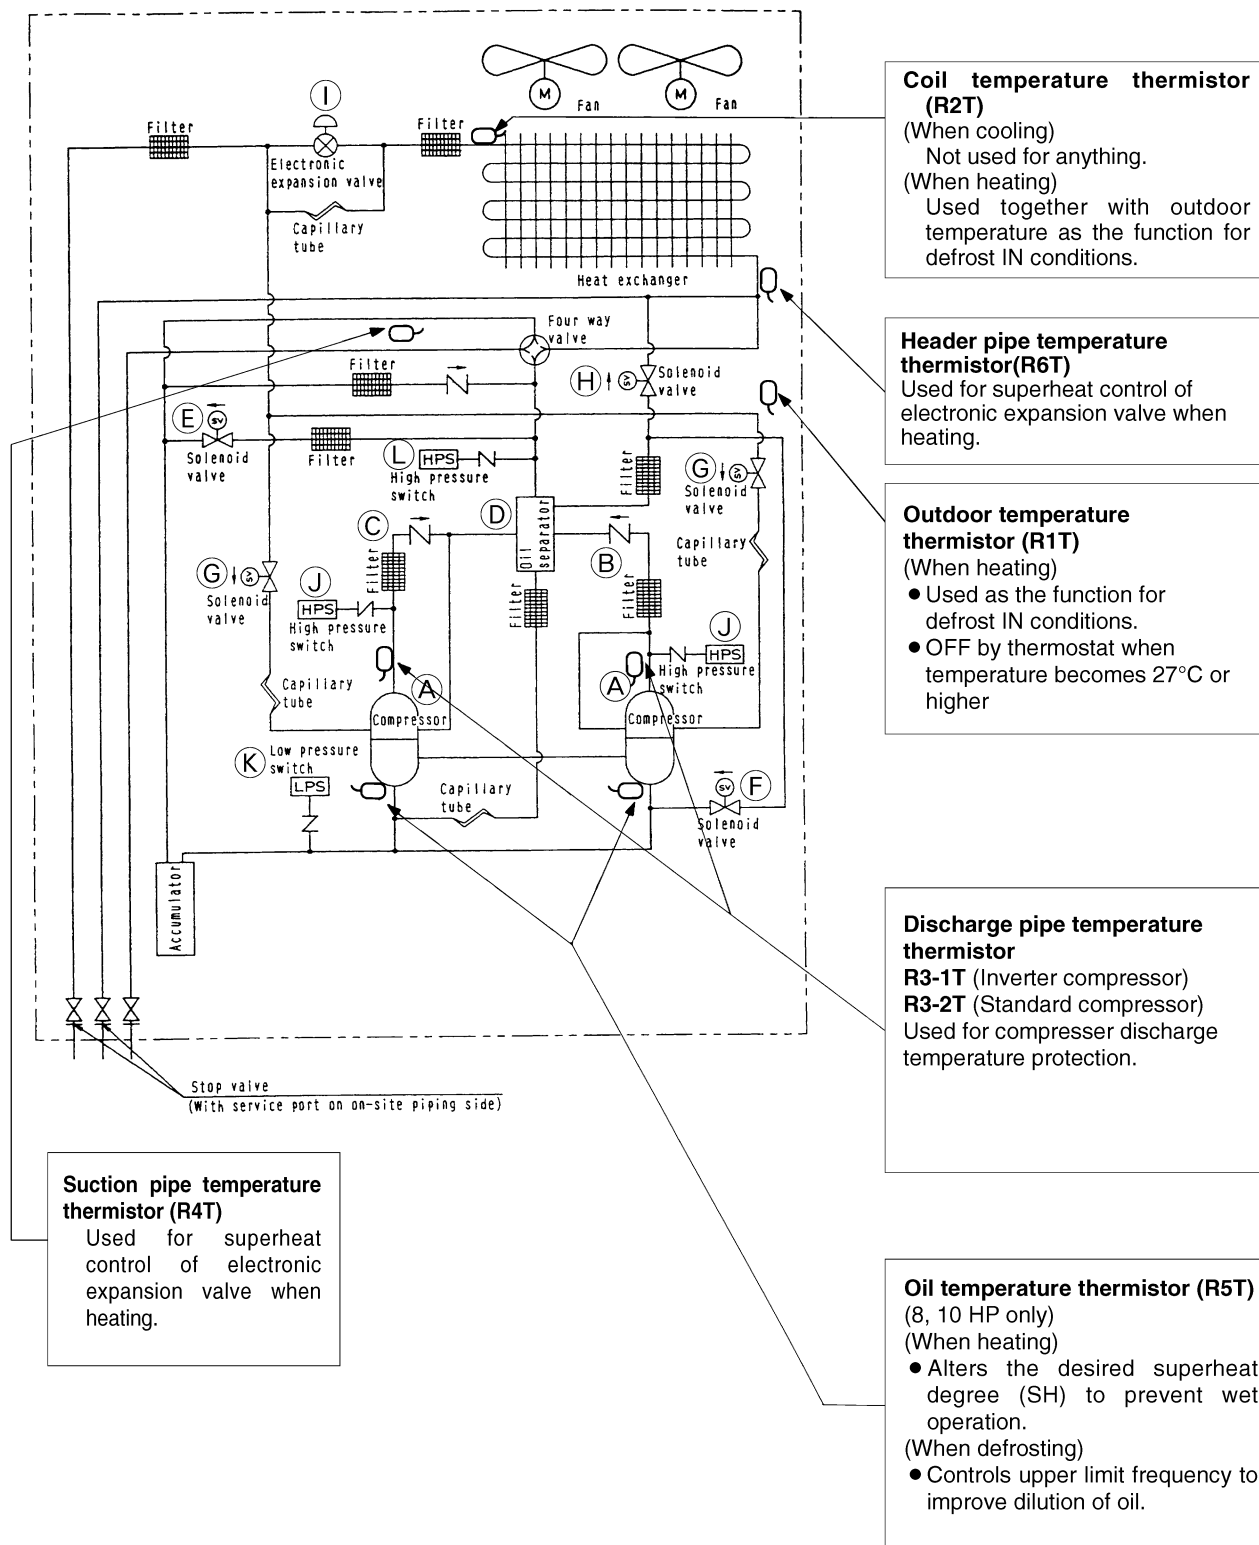 M
M
Fan
Fan
I
Filter
Filter
Electronic
expansion valve
Capillary
tube
Heat exchanger
Four way
valve
Filter
H
SV
Solenoid
valve
E
SV
Solenoid
valve
Filter
L
HPS
High pressure
switch
Filter
G
SV
Solenoid
valve
C
D
Oil
separator
B
Capillary
tube
Filter
G
SV
Solenoid
valve
J
HPS
High pressure
switch
Filter
Filter
J
HPS
High pressure
switch
Capillary
tube
A
Compressor
A
Compressor
K
Low pressure
switch
LPS
Capillary
tube
SV
F
Solenoid
valve
Accumulator
Stop valve
(With service port on on-site piping side)
Coil temperature thermistor
(R2T)
(When cooling)
Not used for anything.
(When heating)
Used together with outdoor
temperature as the function for
defrost IN conditions.
Header pipe temperature
thermistor(R6T)
Used for superheat control of
electronic expansion valve when
heating.
Outdoor temperature
thermistor (R1T)
(When heating)
● Used as the function for
defrost IN conditions.
● OFF by thermostat when
temperature becomes 27°C or
higher
Discharge pipe temperature
thermistor
R3-1T (Inverter compressor)
R3-2T (Standard compressor)
Used for compresser discharge
temperature protection.
Suction pipe temperature
thermistor (R4T)
Used for superheat
control of electronic
expansion valve when
heating.
Oil temperature thermistor (R5T)
(8, 10 HP only)
(When heating)
● Alters the desired superheat
degree (SH) to prevent wet
operation.
(When defrosting)
● Controls upper limit frequency to
improve dilution of oil.